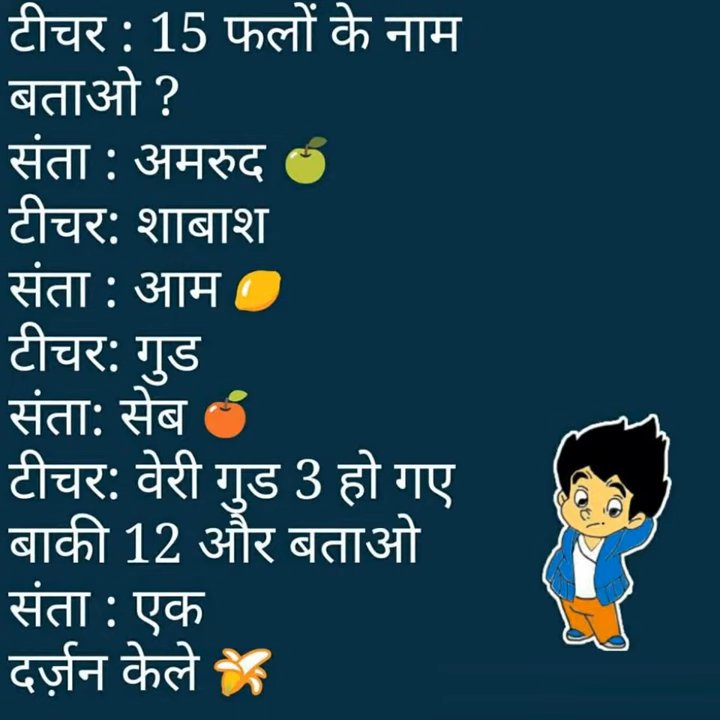 टीचर : 15 फलों के नाम
बताओ ?
संता : अमरुद 🍏
टीचर: शाबाश
संता : आम 🍋
टीचर: गुड
संता: सेब 🍎
टीचर: वेरी गुड 3 हो गए
बाकी 12 और बताओ
संता : एक
दर्ज़न केले 🍌